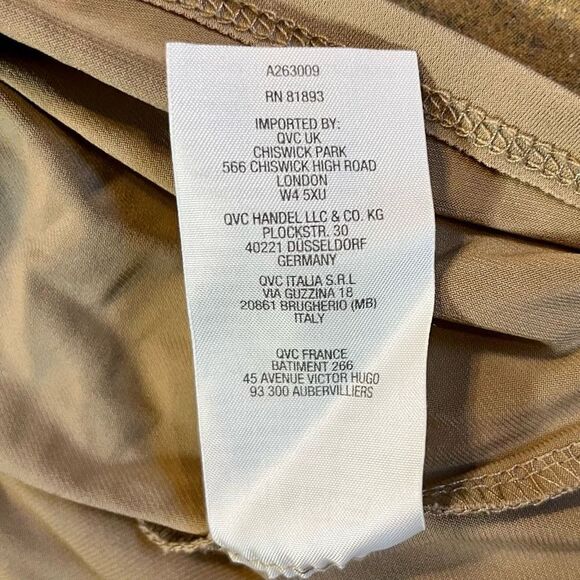 A263009
RN 81893
IMPORTED BY:
QVC UK
CHISWICK PARK
566 CHISWICK HIGH ROAD
LONDON
W4 5XU
QVC HANDEL LLC & CO. KG
PLOCKSTR. 30
40221 DÜSSELDORF
GERMANY
QVC ITALIA S.R.L
VIA GUZZINA 18
20861 BRUGHERIO (MB)
ITALY
QVC FRANCE
BATIMENT 266
45 AVENUE VICTOR HUGO
93 300 AUBERVILLIERS